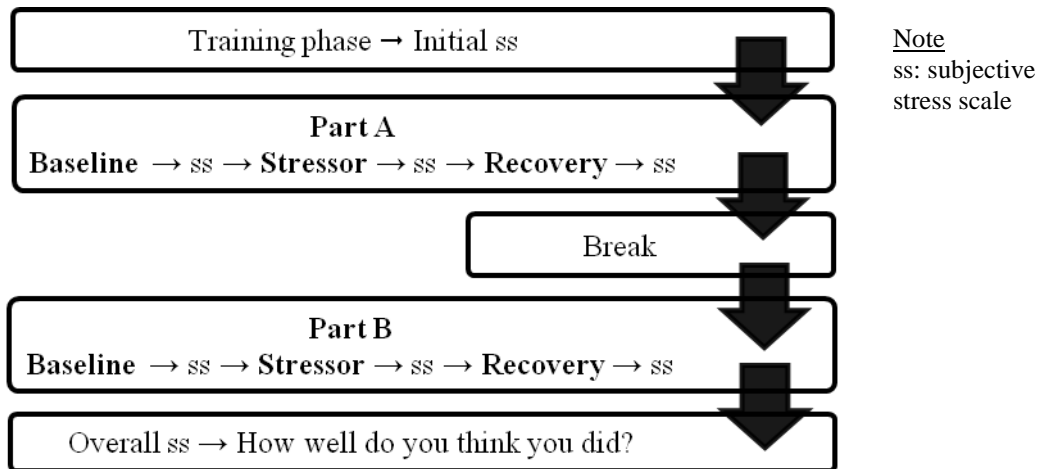 Training phase → Initial ss
Note
ss: subjective
stress scale
Part A
Baseline → ss → Stressor → ss → Recovery → ss
Break
Part B
Baseline → ss → Stressor → ss → Recovery → ss
Overall ss → How well do you think you did?